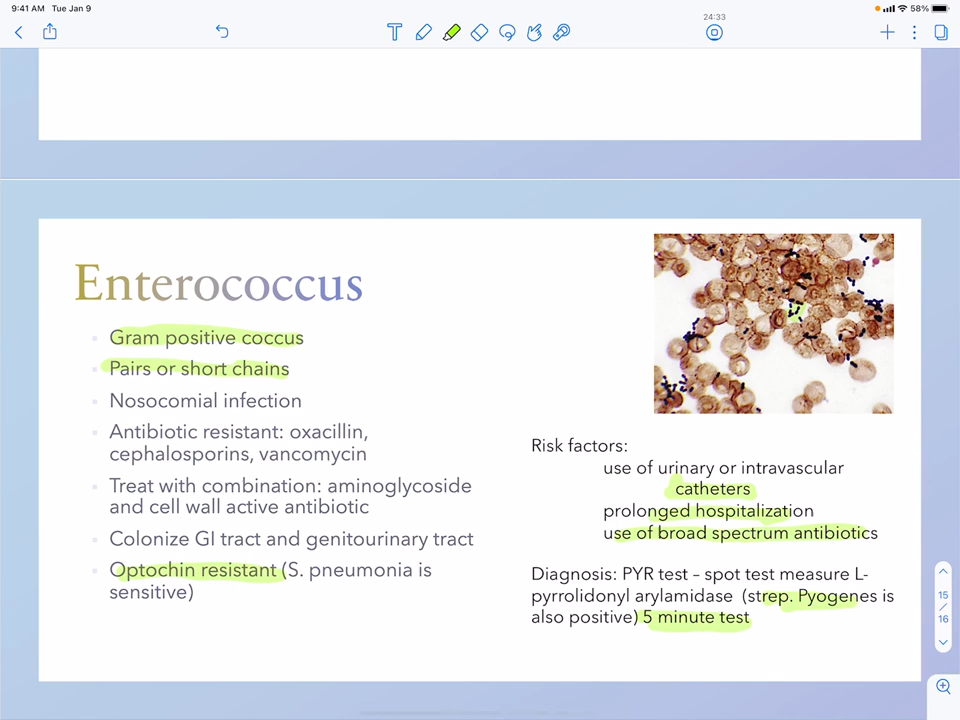 9:41 AM Tue Jan 9
58%
24:33
Enterococcus
Gram positive coccus
Pairs or short chains
Nosocomial infection
Antibiotic resistant: oxacillin,
cephalosporins, vancomycin
Treat with combination: aminoglycoside
and cell wall active antibiotic
Colonize GI tract and genitourinary tract
Optochin resistant (S. pneumonia is
sensitive)
Risk factors:
use of urinary or intravascular
catheters
prolonged hospitalization
use of broad spectrum antibiotics
Diagnosis: PYR test – spot test measure L-
pyrrolidonyl arylamidase (strep. Pyogenes is
also positive) 5 minute test
15
/
16